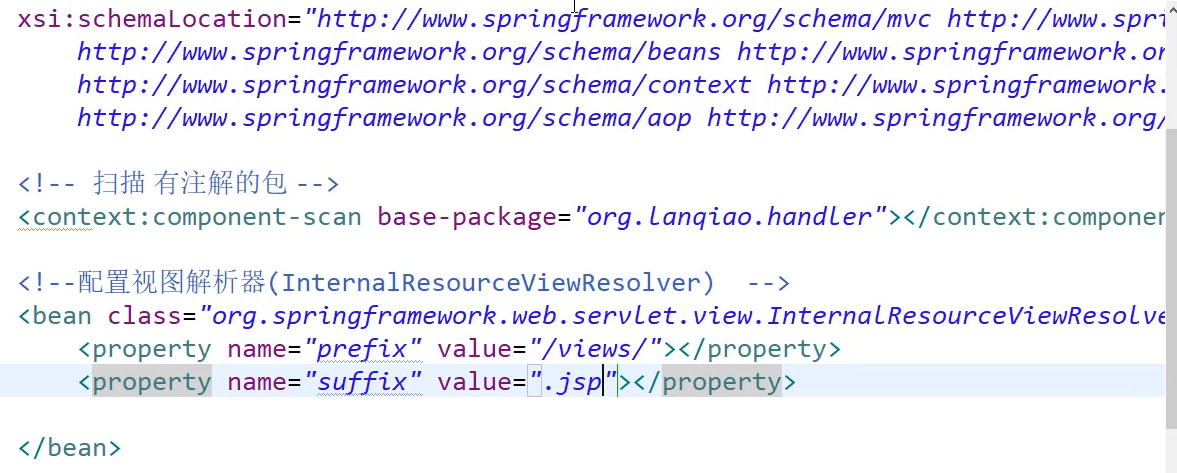 xsi:schemaLocation="http://www.springframework.org/schema/mvc http://www.spri
http://www.springframework.org/schema/beans http://www.springframework.or
http://www.springframework.org/schema/context http://www.springframework.
http://www.springframework.org/schema/aop http://www.springframework.org/
<!-- 扫描 有注解的包 -->
<context:component-scan base-package="org.lanqiao.handler"></context:componen
<!--配置视图解析器(InternalResourceViewResolver) -->
<bean class="org.springframework.web.servlet.view.InternalResourceViewResolve
<property name="prefix" value="/views/"></property>
<property name="suffix" value=".jsp"></property>
</bean>